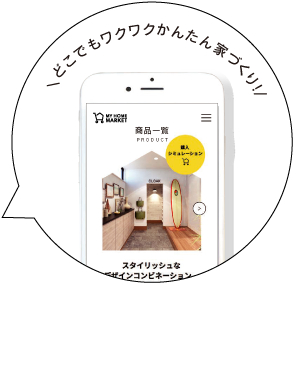 \どこでもワクワクかんたん家づくり!/
MY HOME
MARKET
商品一覧
PRODUCT
購入
シミュレーション
スタイリッシュな
デザインコンビネーション